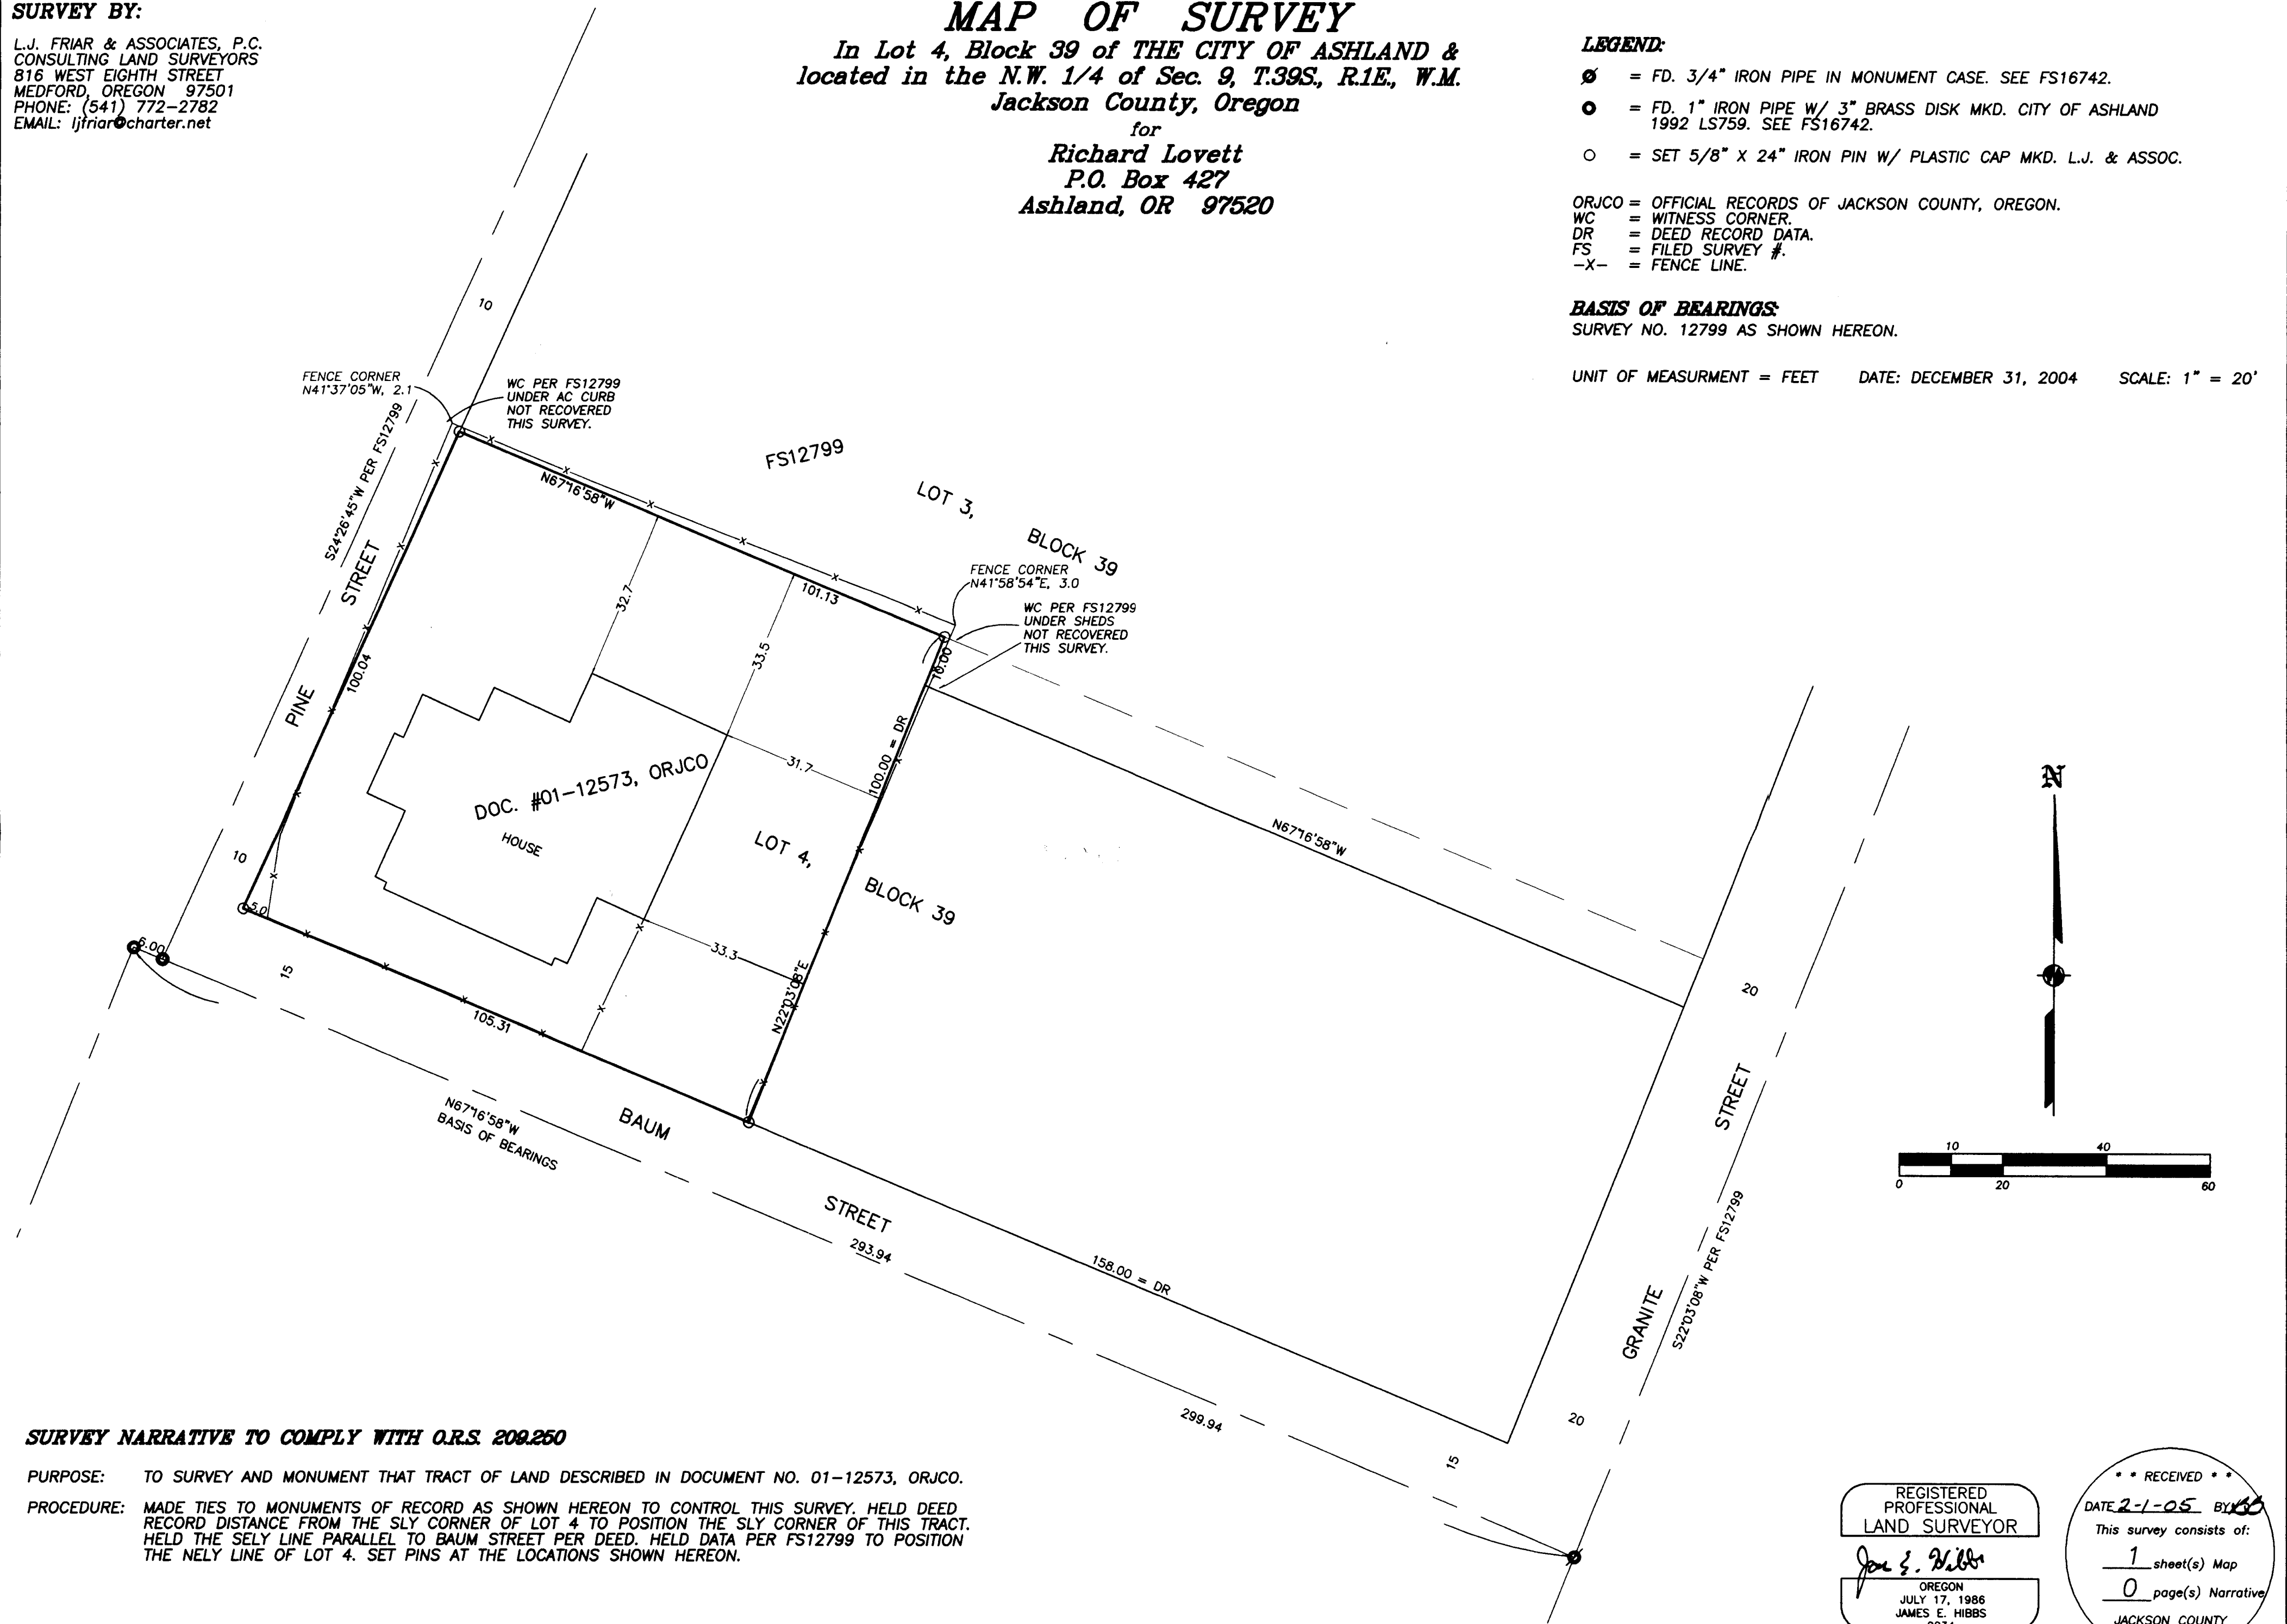 SURVEY BY:
L.J. FRIAR & ASSOCIATES, P.C.
CONSULTING LAND SURVEYORS
816 WEST EIGHTH STREET
MEDFORD, OREGON 97501
PHONE: (541) 772-2782
EMAIL: ljfriar@charter.net
MAP OF SURVEY
In Lot 4, Block 39 of THE CITY OF ASHLAND &
located in the N.W. 1/4 of Sec. 9, T.39S., R.1E., W.M.
Jackson County, Oregon
for
Richard Lovett
P.O. Box 427
Ashland, OR 97520
LEGEND:
= FD. 3/4" IRON PIPE IN MONUMENT CASE. SEE FS16742.
= FD. 1" IRON PIPE W/ 3" BRASS DISK MKD. CITY OF ASHLAND
1992 LS759. SEE FS16742.
= SET 5/8" X 24" IRON PIN W/ PLASTIC CAP MKD. L.J. & ASSOC.
ORJCO = OFFICIAL RECORDS OF JACKSON COUNTY, OREGON.
WC = WITNESS CORNER.
DR = DEED RECORD DATA.
FS = FILED SURVEY #.
-X- = FENCE LINE.
BASIS OF BEARINGS:
SURVEY NO. 12799 AS SHOWN HEREON.
UNIT OF MEASURMENT = FEET DATE: DECEMBER 31, 2004 SCALE: 1" = 20'
10
FENCE CORNER
N41°37'05"W, 2.1
WC PER FS12799
UNDER AC CURB
NOT RECOVERED
THIS SURVEY.
S24°26'45"W PER FS12799
FS12799
LOT 3,
BLOCK 39
N67°16'58"W
101.13
FENCE CORNER
N41°58'54"E, 3.0
WC PER FS12799
UNDER SHEDS
NOT RECOVERED
THIS SURVEY.
PINE
STREET
100.04
32.7
33.5
10.00
100.00 = DR
31.7
DOC. #01-12573, ORJCO
HOUSE
LOT 4,
BLOCK 39
N67°16'58"W
N
10
5.0
6.00
15
33.3
N22°03'08"E
105.31
20
N67°16'58"W
BASIS OF BEARINGS
BAUM
STREET
293.94
158.00 = DR
299.94
GRANITE
STREET
S22°03'08"W PER FS12799
10 40
0 20 60
20
15
SURVEY NARRATIVE TO COMPLY WITH O.R.S. 209.250
PURPOSE: TO SURVEY AND MONUMENT THAT TRACT OF LAND DESCRIBED IN DOCUMENT NO. 01-12573, ORJCO.
PROCEDURE: MADE TIES TO MONUMENTS OF RECORD AS SHOWN HEREON TO CONTROL THIS SURVEY. HELD DEED
RECORD DISTANCE FROM THE SLY CORNER OF LOT 4 TO POSITION THE SLY CORNER OF THIS TRACT.
HELD THE SELY LINE PARALLEL TO BAUM STREET PER DEED. HELD DATA PER FS12799 TO POSITION
THE NELY LINE OF LOT 4. SET PINS AT THE LOCATIONS SHOWN HEREON.
REGISTERED
PROFESSIONAL
LAND SURVEYOR
James E. Hibbs
OREGON
JULY 17, 1986
JAMES E. HIBBS
* * RECEIVED * *
DATE 2-1-05 BY
This survey consists of:
1 sheet(s) Map
0 page(s) Narrative
JACKSON COUNTY